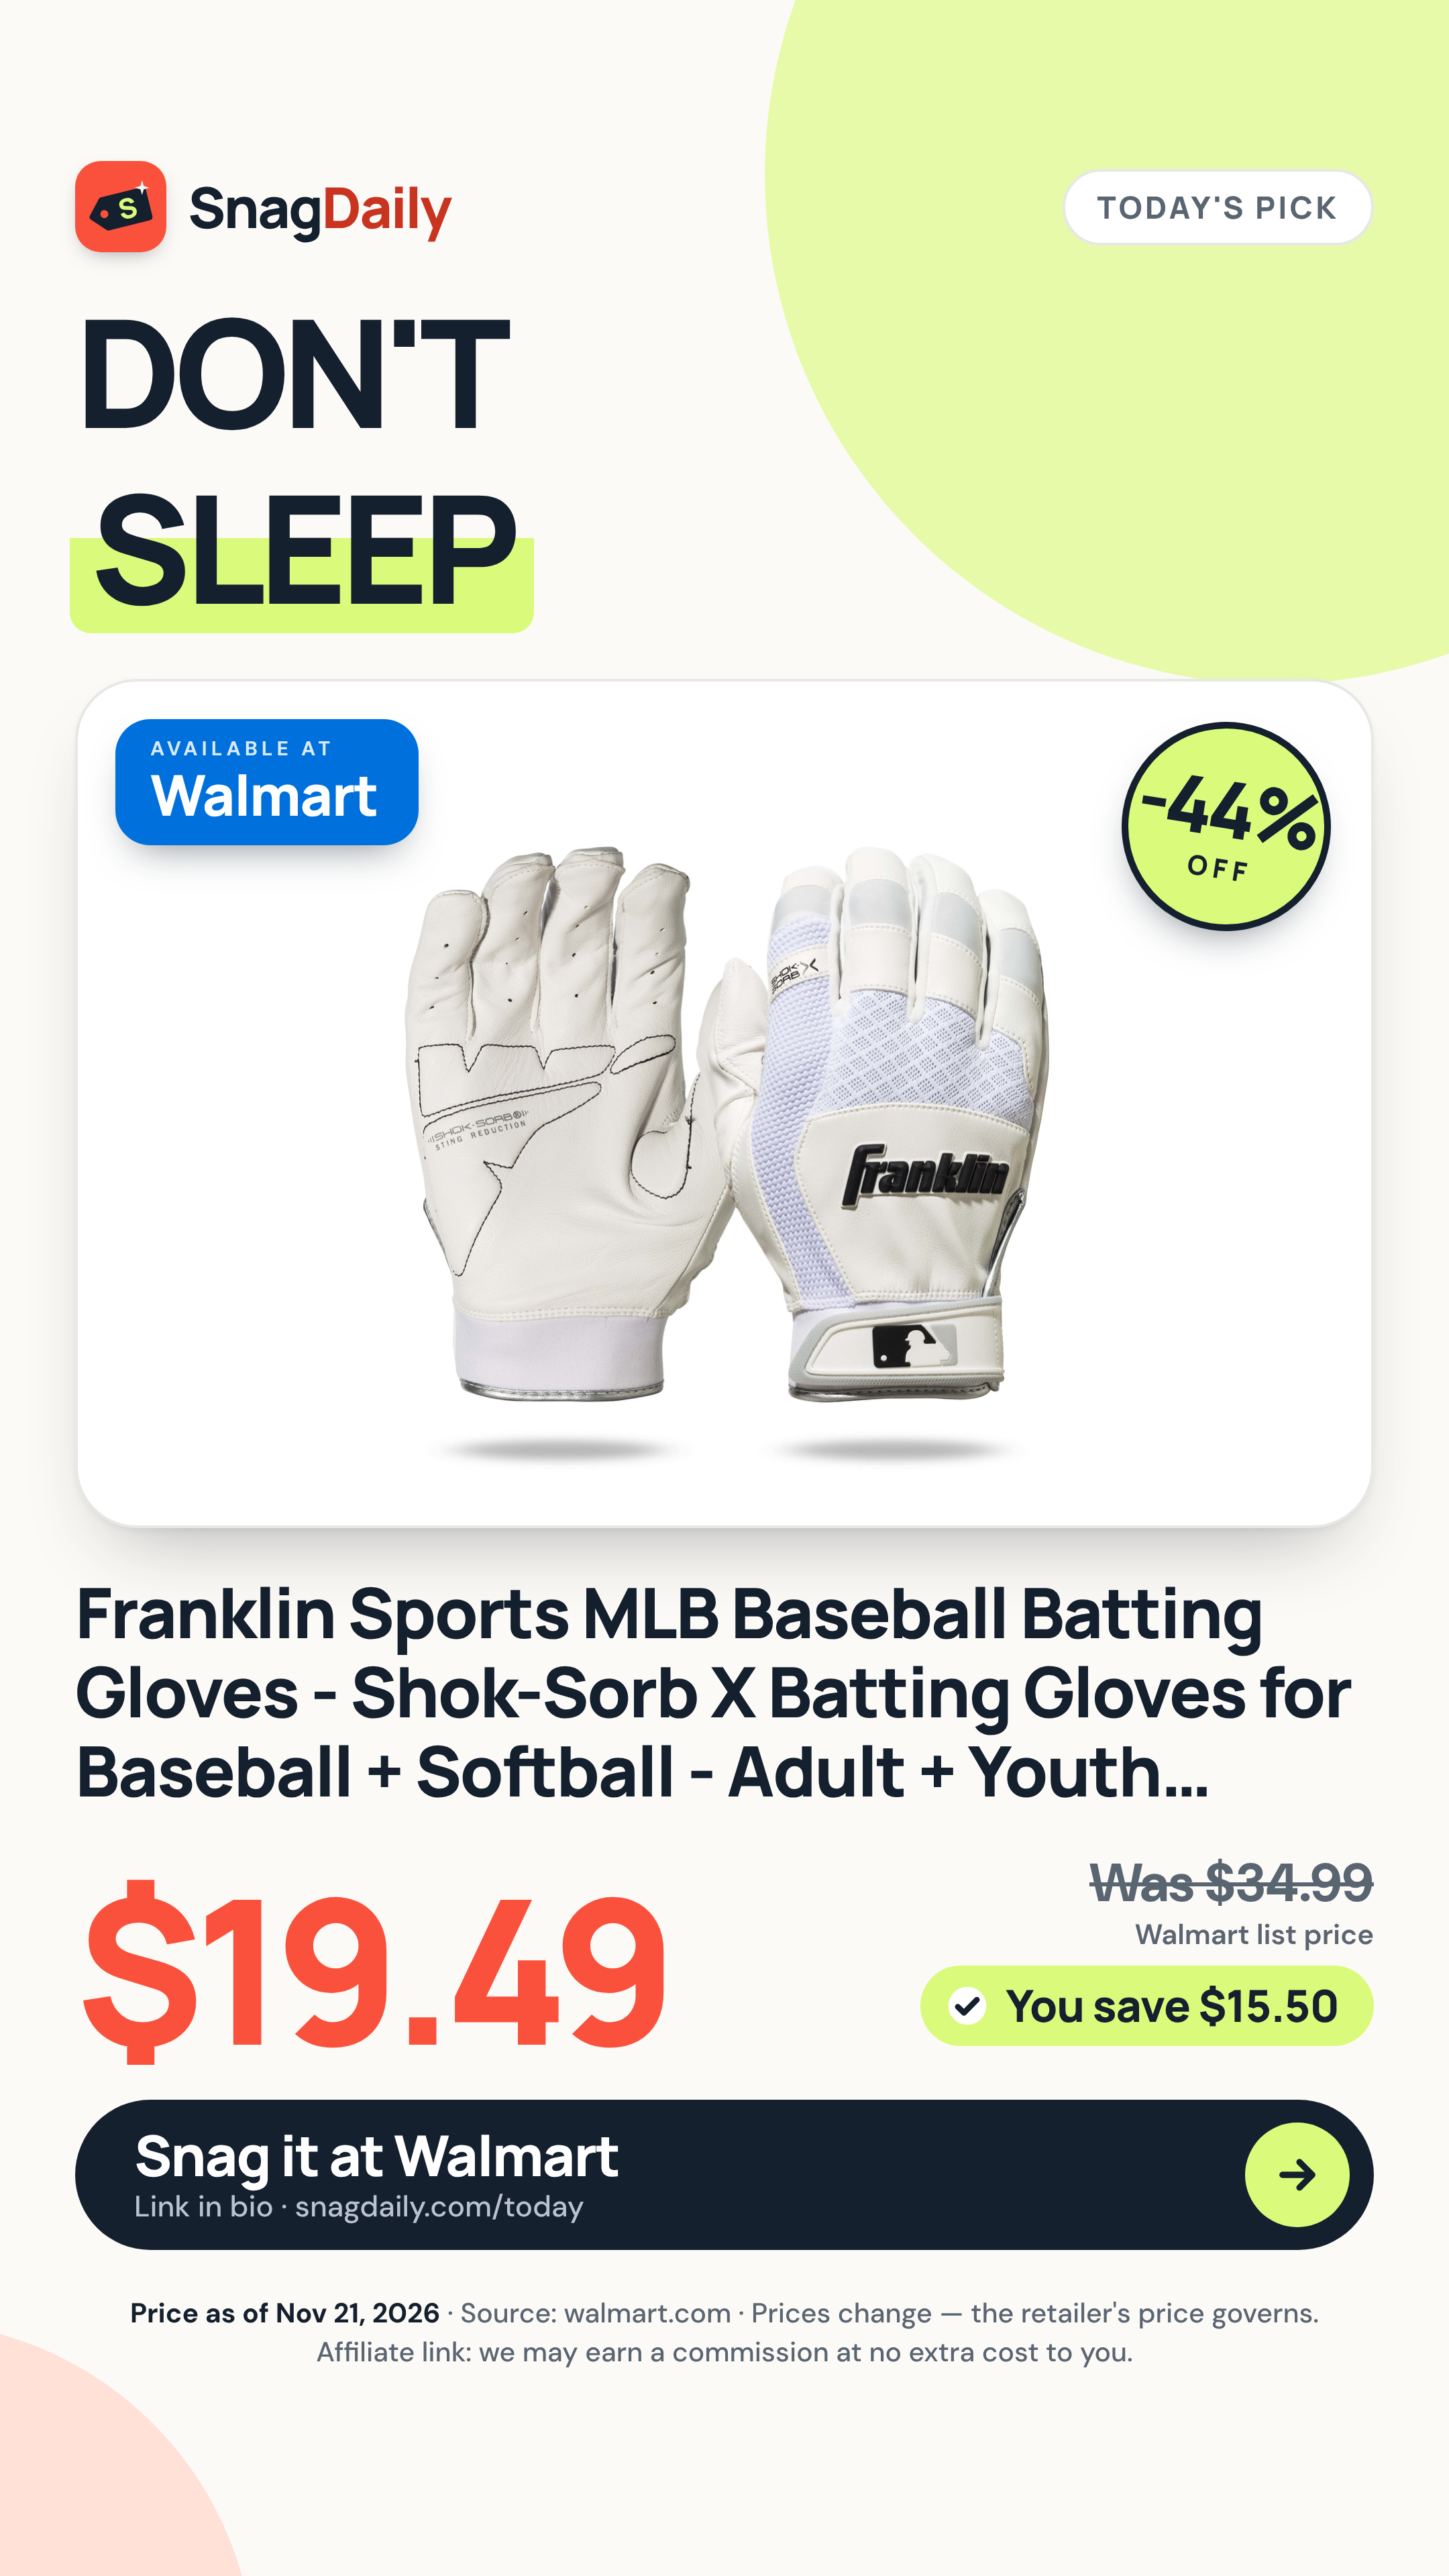 S
SnagDaily
TODAY'S PICK
DON'T
SLEEP
AVAILABLE AT
Walmart
-44%
OFF
SHOK-
SORB X
SHOK-SORB
STING REDUCTION
Franklin
Franklin Sports MLB Baseball Batting
Gloves - Shok-Sorb X Batting Gloves for
Baseball + Softball - Adult + Youth...
$19.49
Was $34.99
Walmart list price
You save $15.50
Snag it at Walmart
Link in bio · snagdaily.com/today
Price as of Nov 21, 2026 · Source: walmart.com · Prices change — the retailer's price governs.
Affiliate link: we may earn a commission at no extra cost to you.